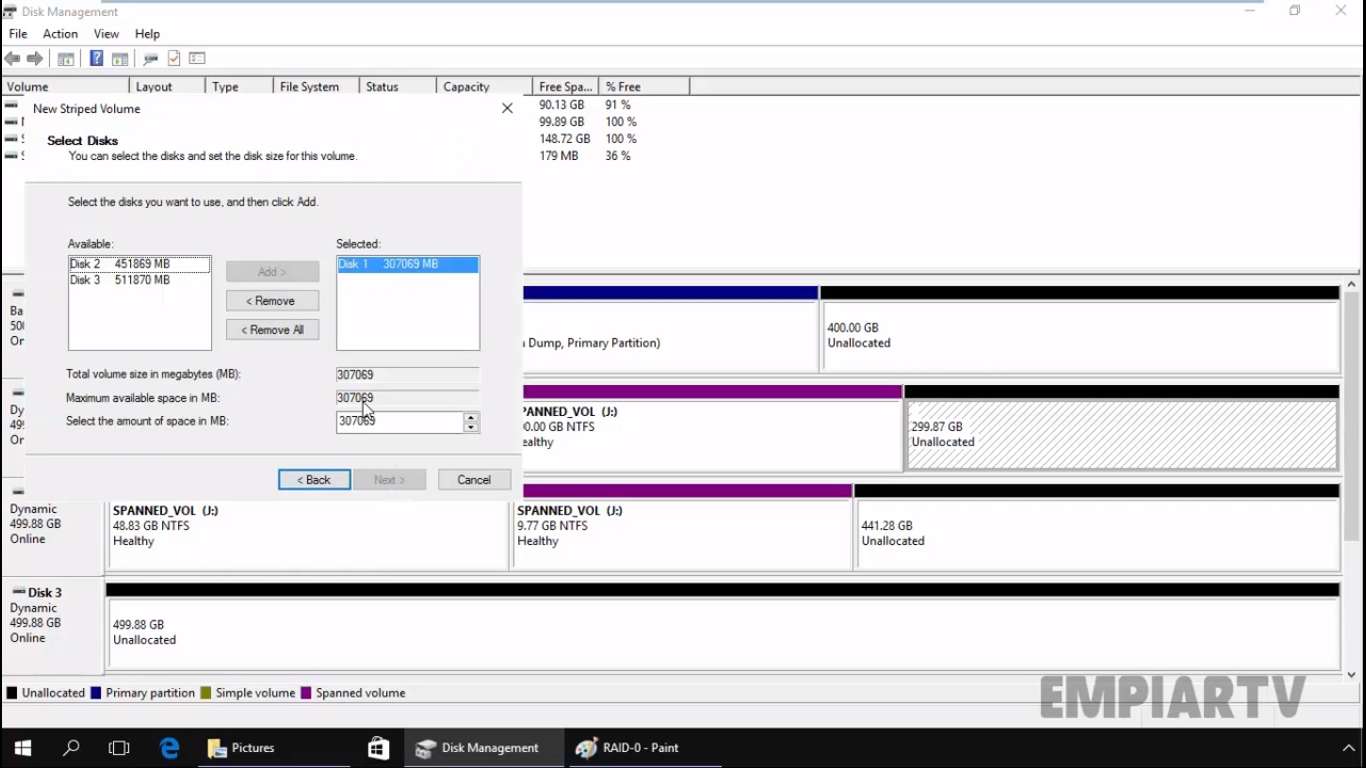 Disk Management
File Action View Help
Volume Layout Type File System Status Capacity Free Spa... % Free
90.13 GB 91 %
99.89 GB 100 %
148.72 GB 100 %
179 MB 36 %
New Striped Volume
Select Disks
You can select the disks and set the disk size for this volume.
Select the disks you want to use, and then click Add.
Available: Selected:
Disk 2 451869 MB
Disk 3 511870 MB
Add >
< Remove
< Remove All
Disk 1 307069 MB
Total volume size in megabytes (MB): 307069
Maximum available space in MB: 307069
Select the amount of space in MB: 307069
< Back Next > Cancel
Dump, Primary Partition)
400.00 GB
Unallocated
PANNED_VOL (J:)
0.00 GB NTFS
ealthy
299.87 GB
Unallocated
Dynamic
499.88 GB
Online
SPANNED_VOL (J:)
48.83 GB NTFS
Healthy
SPANNED_VOL (J:)
9.77 GB NTFS
Healthy
441.28 GB
Unallocated
Disk 3
Dynamic
499.88 GB
Online
499.88 GB
Unallocated
Unallocated Primary partition Simple volume Spanned volume
EMPIARTV
Pictures Disk Management RAID-0 - Paint